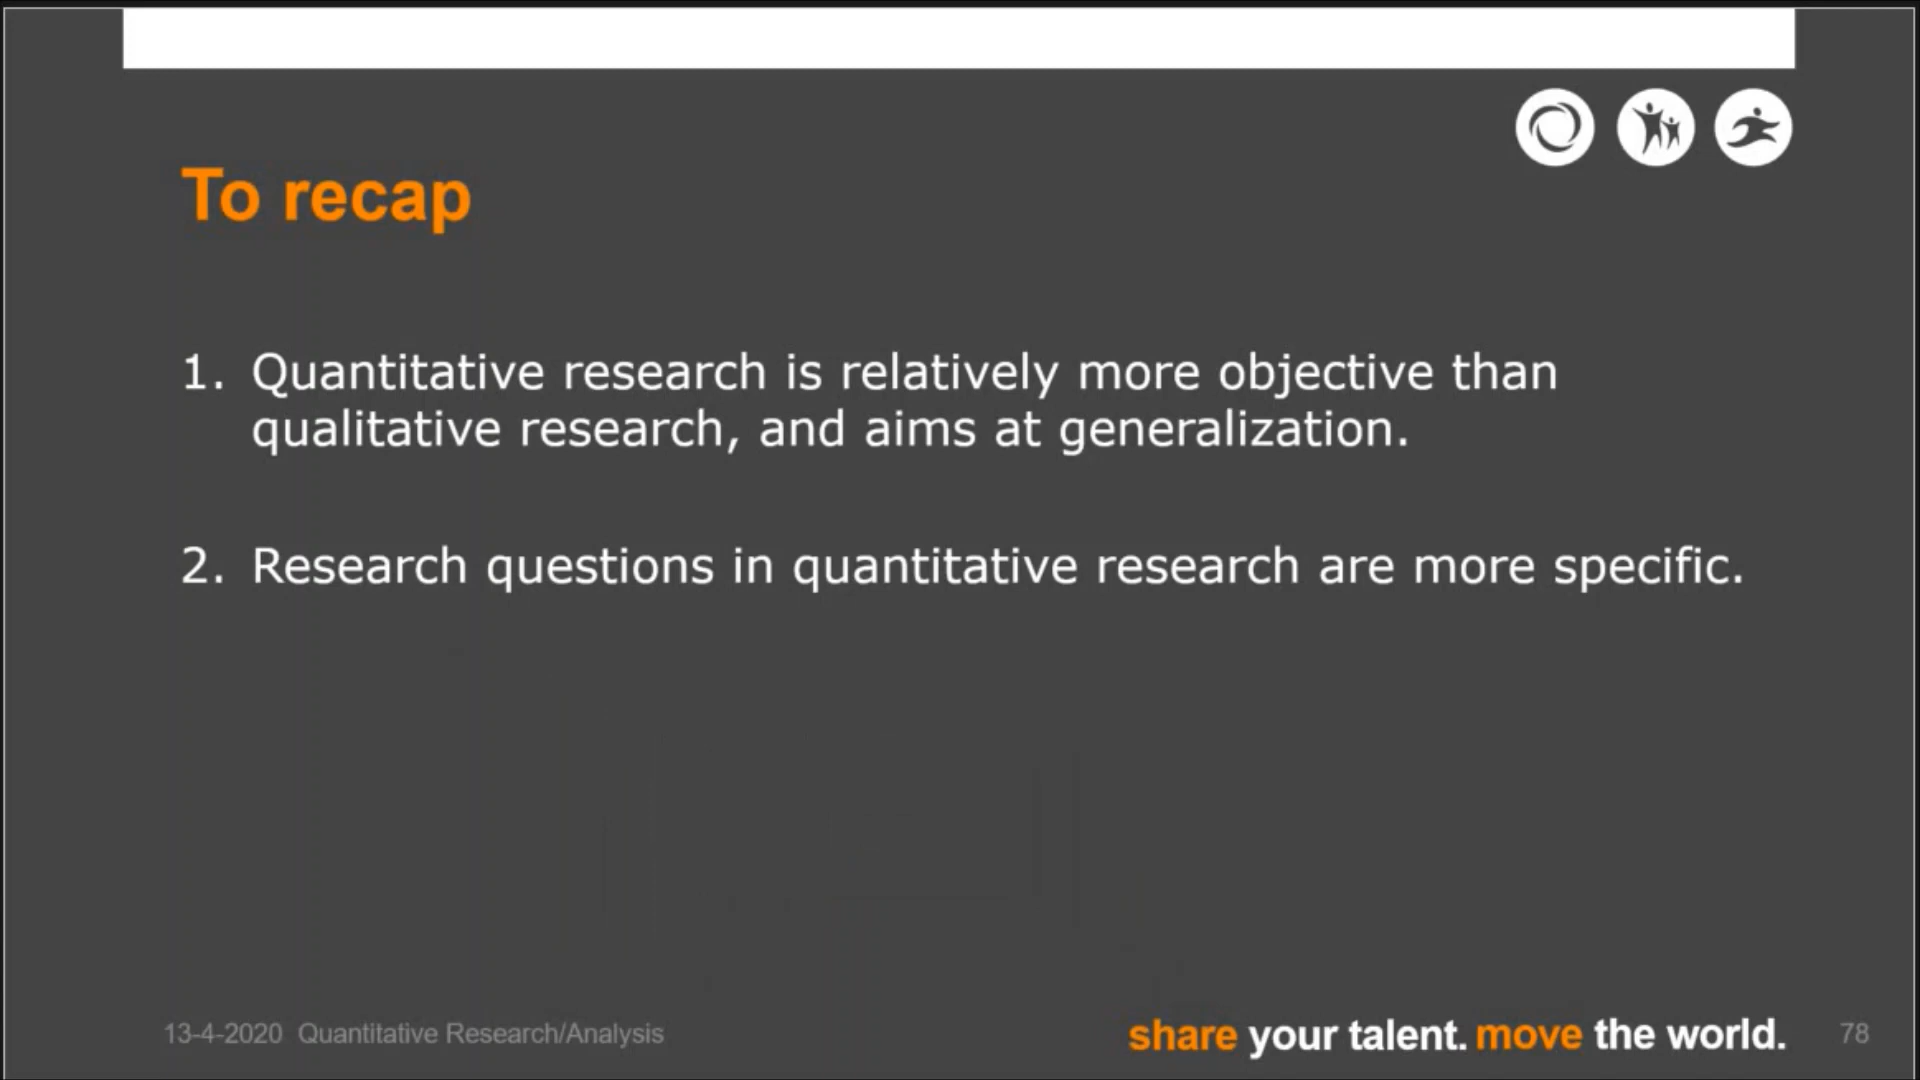 To recap
1. Quantitative research is relatively more objective than
qualitative research, and aims at generalization.
2. Research questions in quantitative research are more specific.
13-4-2020 Quantitative Research/Analysis
share your talent. move the world.
78